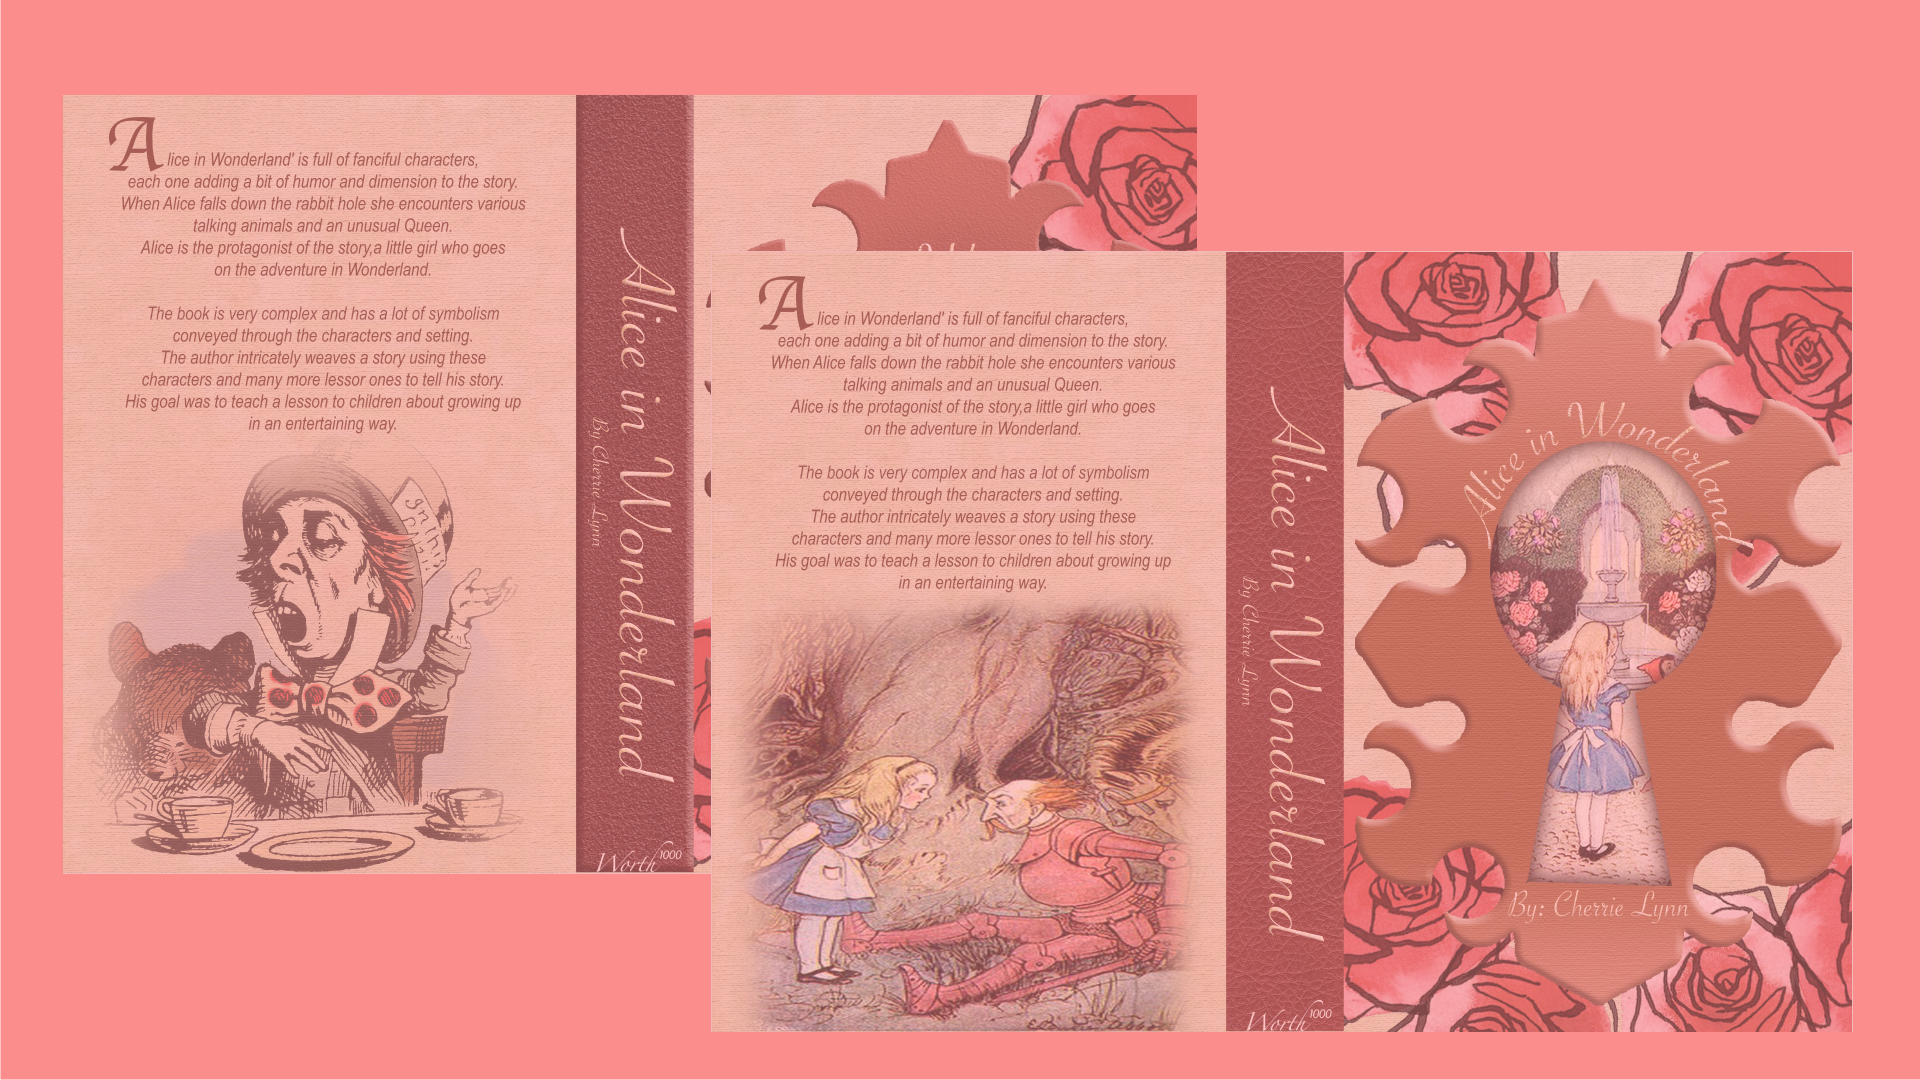 Alice in Wonderland' is full of fanciful characters,
each one adding a bit of humor and dimension to the story.
When Alice falls down the rabbit hole she encounters various
talking animals and an unusual Queen.
Alice is the protagonist of the story,a little girl who goes
on the adventure in Wonderland.
The book is very complex and has a lot of symbolism
conveyed through the characters and setting.
The author intricately weaves a story using these
characters and many more lessor ones to tell his story.
His goal was to teach a lesson to children about growing up
in an entertaining way.
Alice in Wonderland
By Cherrie Lynn
Worth1000
Alice in Wonderland' is full of fanciful characters,
each one adding a bit of humor and dimension to the story.
When Alice falls down the rabbit hole she encounters various
talking animals and an unusual Queen.
Alice is the protagonist of the story,a little girl who goes
on the adventure in Wonderland.
The book is very complex and has a lot of symbolism
conveyed through the characters and setting.
The author intricately weaves a story using these
characters and many more lessor ones to tell his story.
His goal was to teach a lesson to children about growing up
in an entertaining way.
Alice in Wonderland
By Cherrie Lynn
Worth1000
Alice in Wonderland
By: Cherrie Lynn